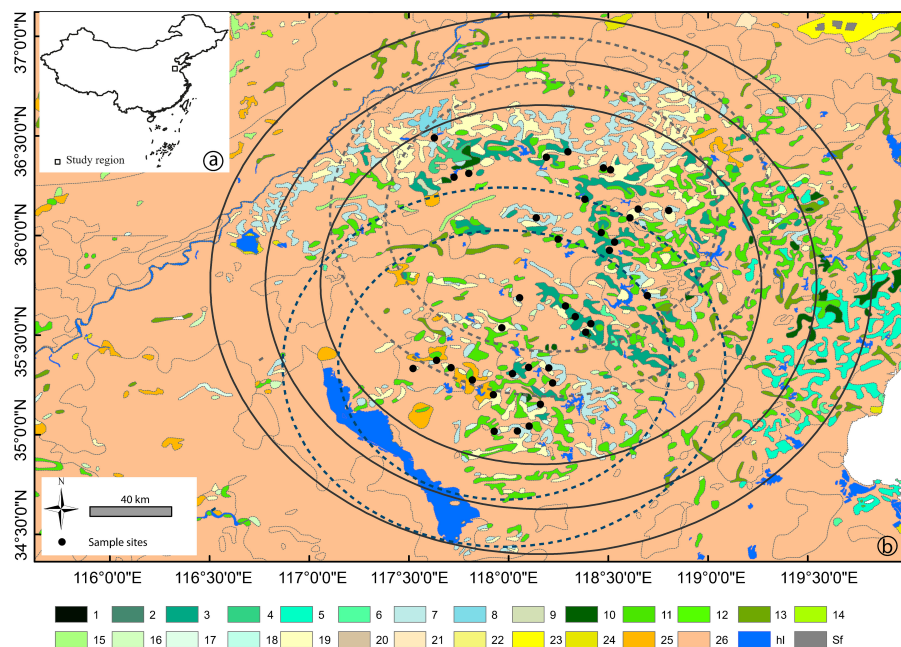 37°0'0"N
36°30'0"N
36°0'0"N
35°30'0"N
35°0'0"N
34°30'0"N
Study region
a
N
40 km
Sample sites
b
116°0'0"E 116°30'0"E 117°0'0"E 117°30'0"E 118°0'0"E 118°30'0"E 119°0'0"E 119°30'0"E
1 2 3 4 5 6 7 8 9 10 11 12 13 14
15 16 17 18 19 20 21 22 23 24 25 26 hl Sf